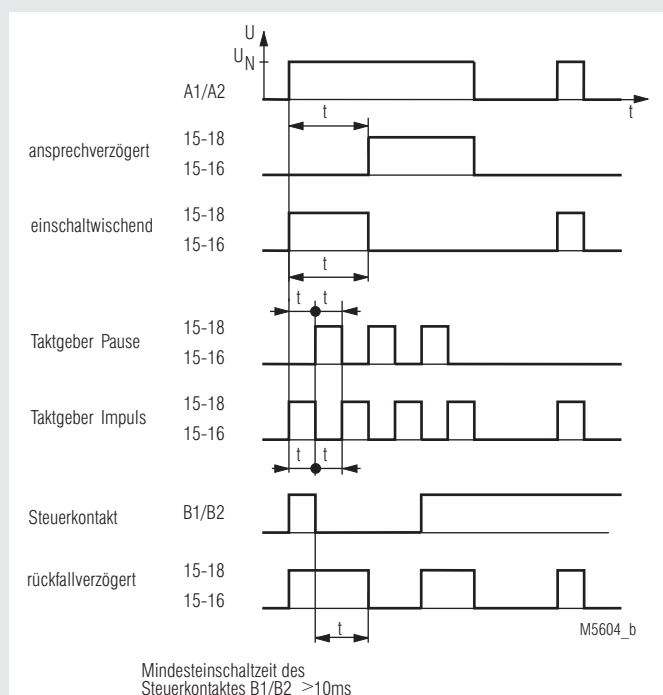 U
UN
A1/A2
t
t
ansprechverzögert
15-18
15-16
einschaltwischend
15-18
15-16
t
t t
Taktgeber Pause
15-18
15-16
Taktgeber Impuls
15-18
15-16
t t
Steuerkontakt
B1/B2
rückfallverzögert
15-18
15-16
t
M5604_b
Mindesteinschaltzeit des
Steuerkontaktes B1/B2 >10ms